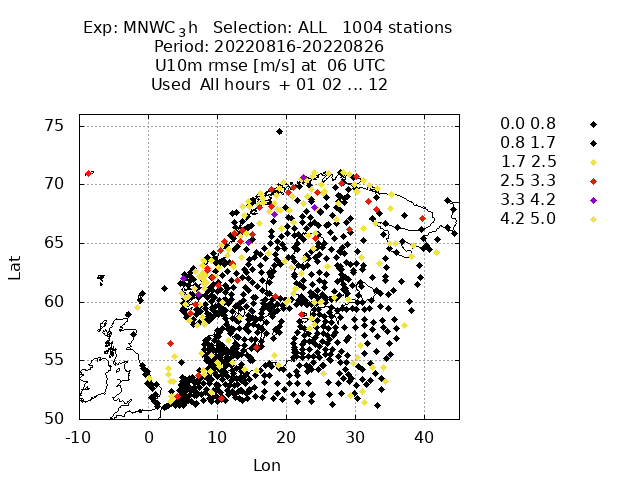 Exp: MNWC_3h   Selection: ALL   1004 stations
Period: 20220816-20220826
U10m rmse [m/s] at  06 UTC
Used  All hours  + 01 02 ... 12
0.0 0.8
0.8 1.7
1.7 2.5
2.5 3.3
3.3 4.2
4.2 5.0
75
70
65
60
55
50
Lat
-10 0 10 20 30 40
Lon